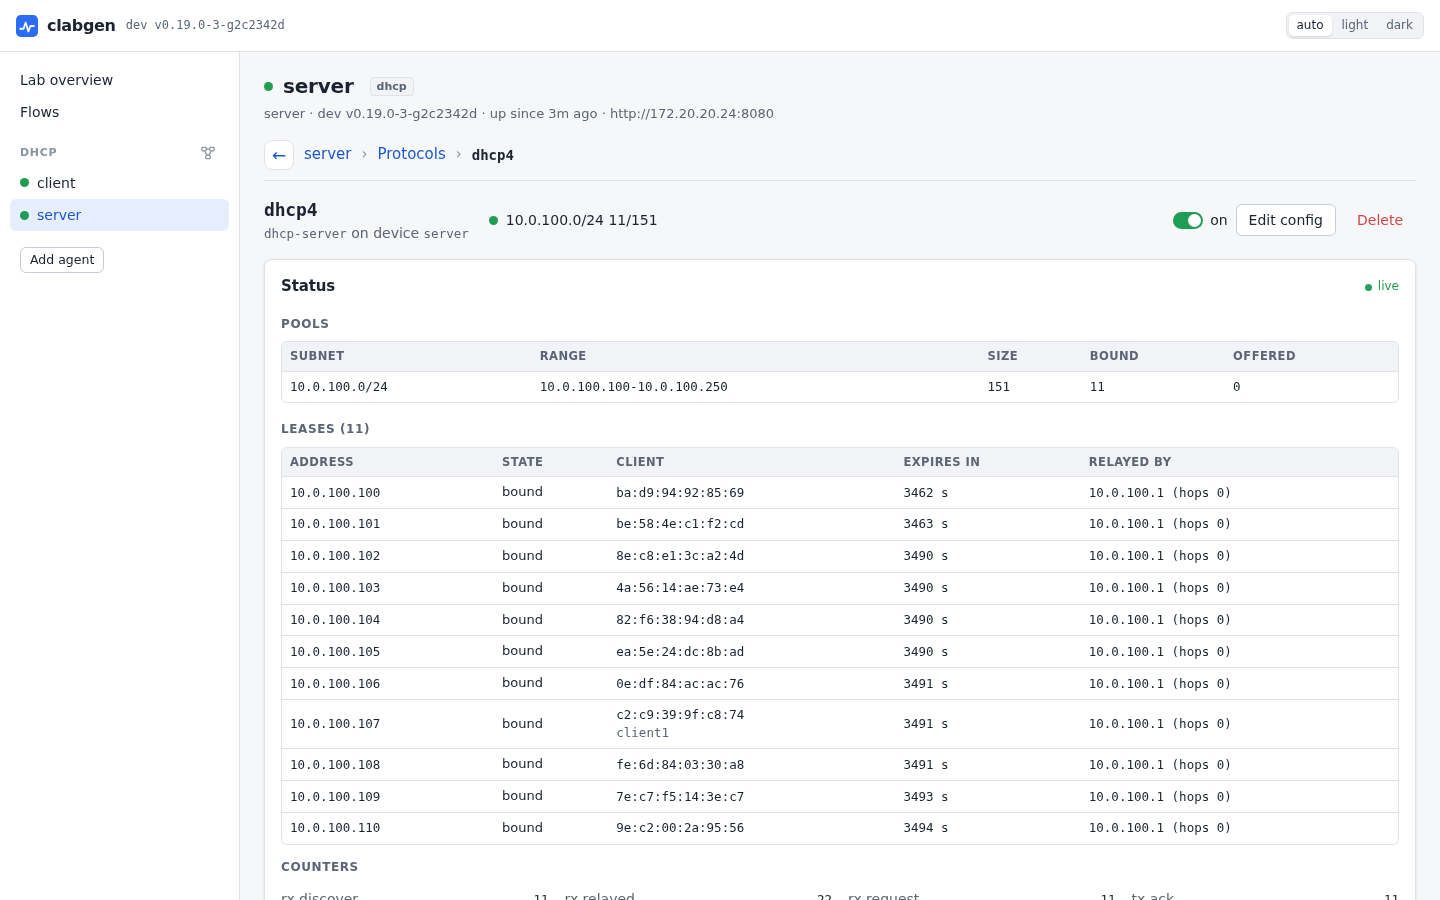 clabgen dev v0.19.0-3-g2c2342d
auto light dark
Lab overview
Flows
DHCP
client
server
Add agent
server dhcp
server · dev v0.19.0-3-g2c2342d · up since 3m ago · http://172.20.20.24:8080
← server › Protocols › dhcp4
dhcp4
dhcp-server on device server
10.0.100.0/24 11/151
on Edit config Delete
Status live
POOLS
SUBNET RANGE SIZE BOUND OFFERED
10.0.100.0/24 10.0.100.100-10.0.100.250 151 11 0
LEASES (11)
ADDRESS STATE CLIENT EXPIRES IN RELAYED BY
10.0.100.100 bound ba:d9:94:92:85:69 3462 s 10.0.100.1 (hops 0)
10.0.100.101 bound be:58:4e:c1:f2:cd 3463 s 10.0.100.1 (hops 0)
10.0.100.102 bound 8e:c8:e1:3c:a2:4d 3490 s 10.0.100.1 (hops 0)
10.0.100.103 bound 4a:56:14:ae:73:e4 3490 s 10.0.100.1 (hops 0)
10.0.100.104 bound 82:f6:38:94:d8:a4 3490 s 10.0.100.1 (hops 0)
10.0.100.105 bound ea:5e:24:dc:8b:ad 3490 s 10.0.100.1 (hops 0)
10.0.100.106 bound 0e:df:84:ac:ac:76 3491 s 10.0.100.1 (hops 0)
10.0.100.107 bound c2:c9:39:9f:c8:74 3491 s 10.0.100.1 (hops 0)
client1
10.0.100.108 bound fe:6d:84:03:30:a8 3491 s 10.0.100.1 (hops 0)
10.0.100.109 bound 7e:c7:f5:14:3e:c7 3493 s 10.0.100.1 (hops 0)
10.0.100.110 bound 9e:c2:00:2a:95:56 3494 s 10.0.100.1 (hops 0)
COUNTERS
rx discover 11 rx relayed 22 rx request 11 tx ack 11